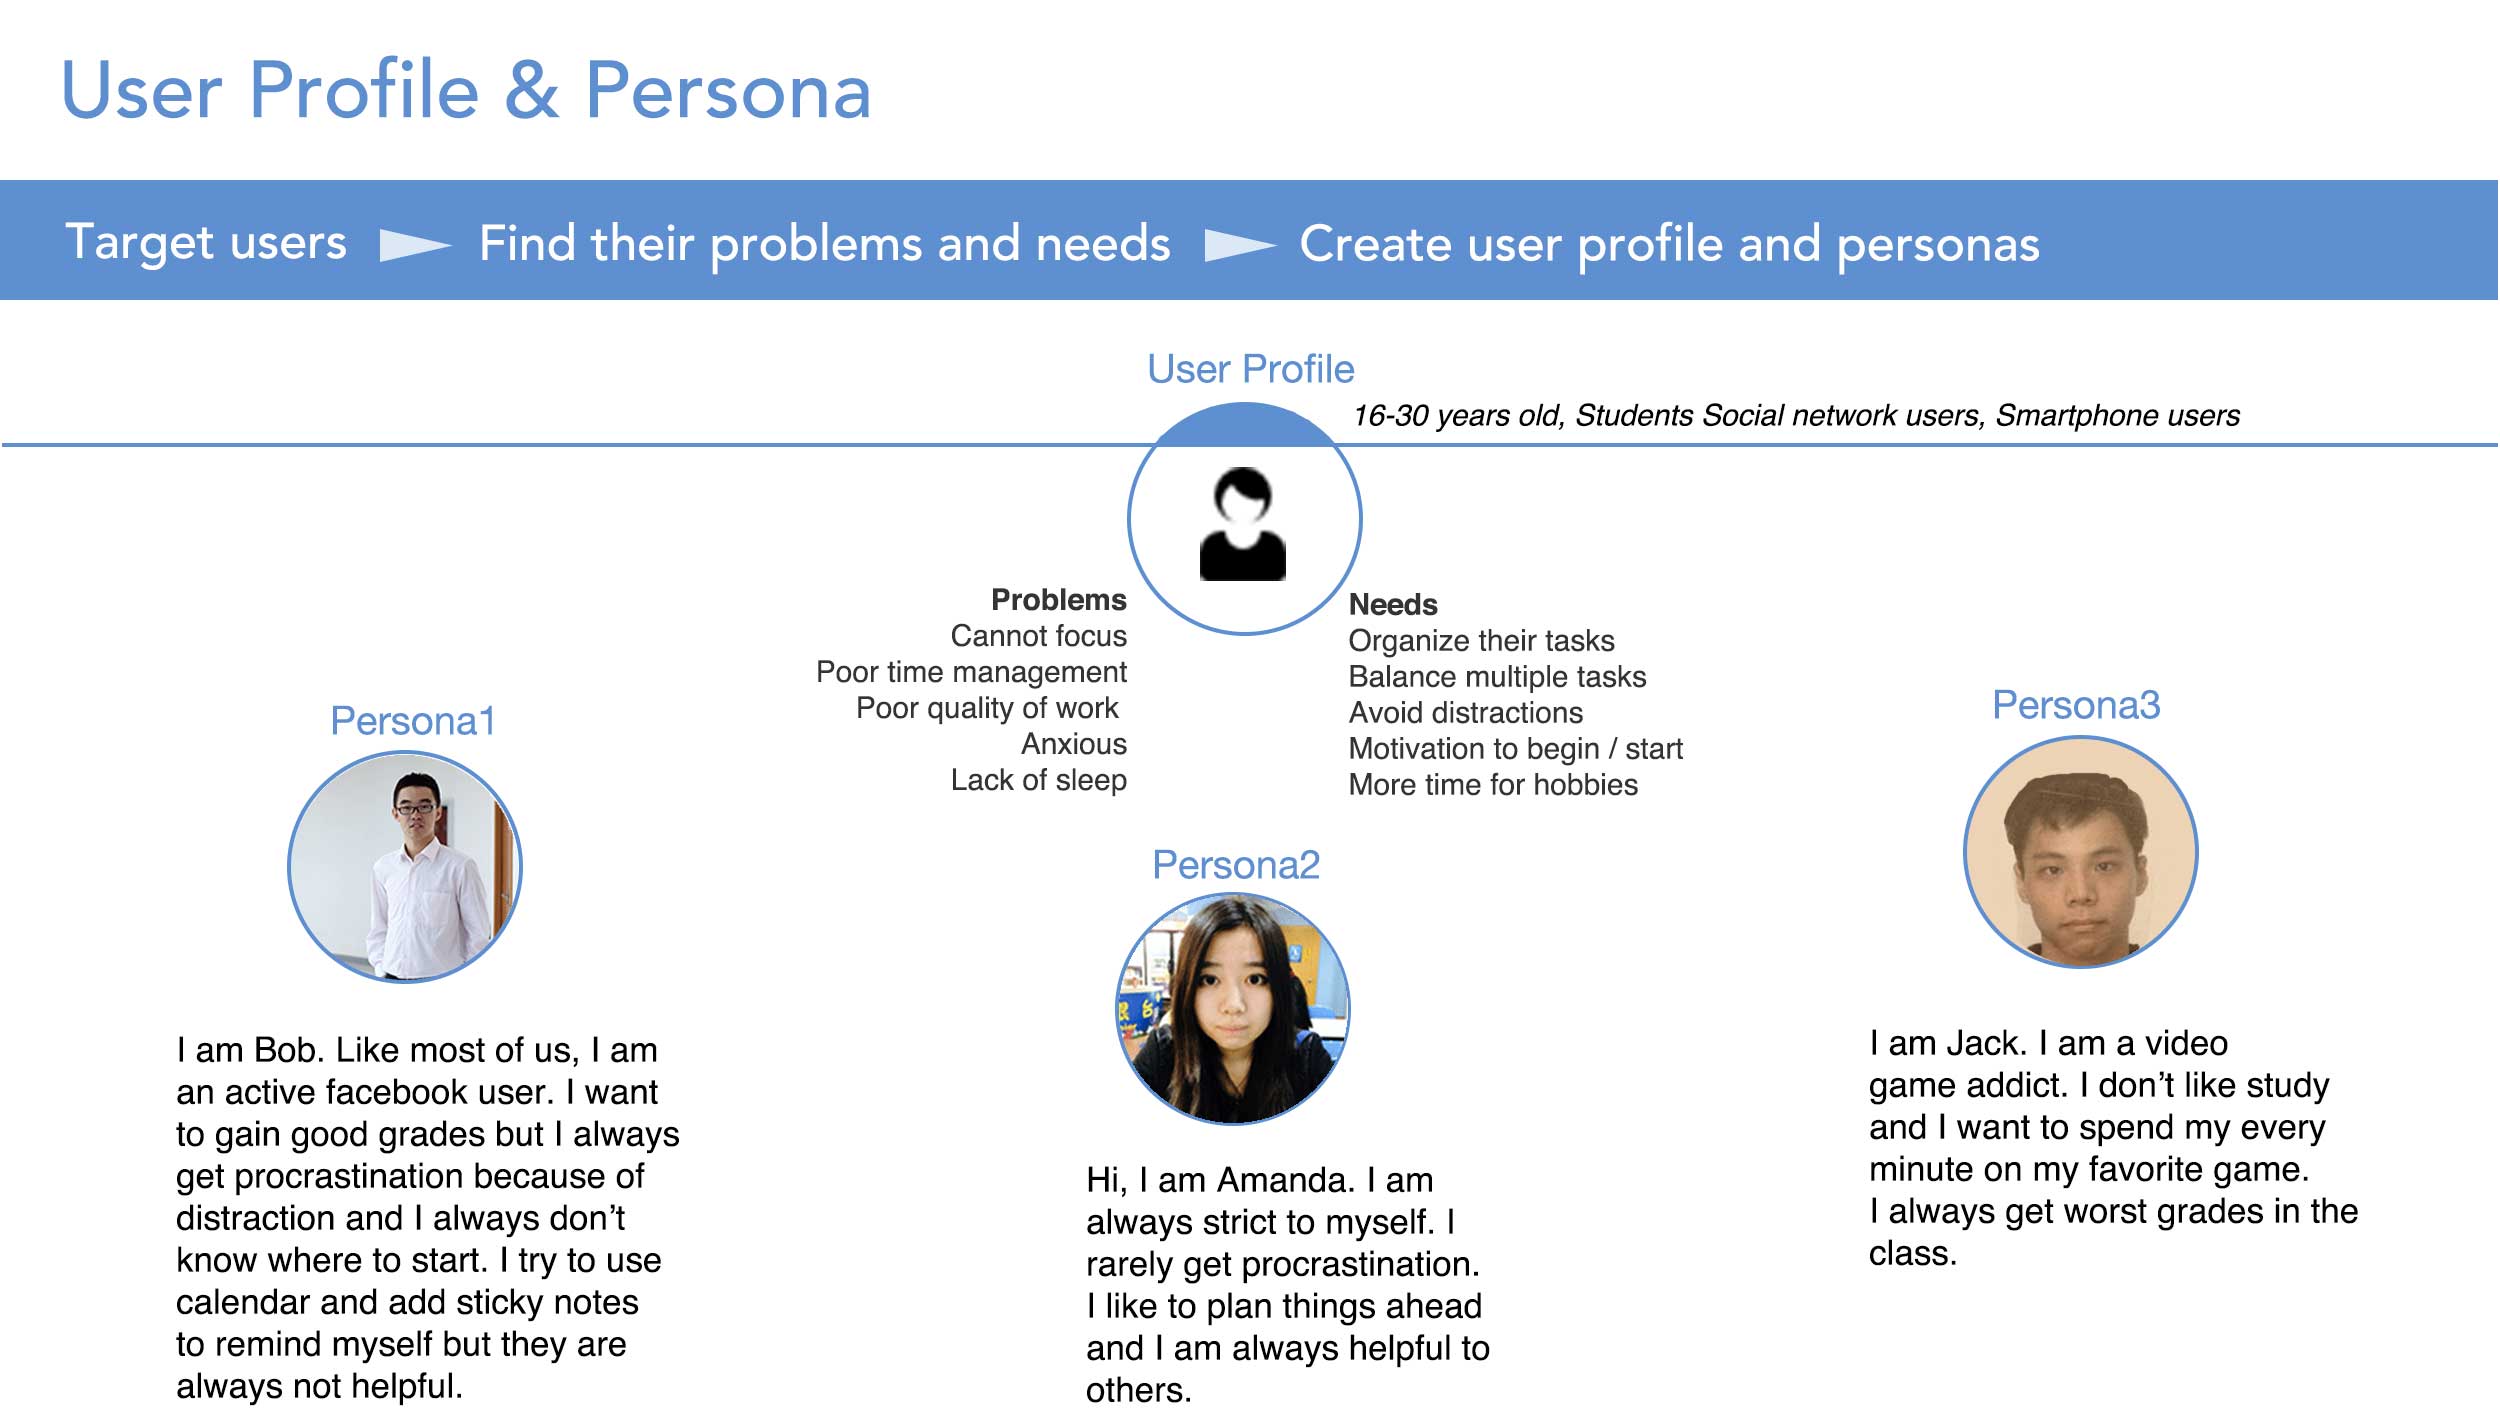 User Profile & Persona
Target users
Find their problems and needs
Create user profile and personas
User Profile
16-30 years old, Students Social network users, Smartphone users
Problems
Cannot focus
Poor time management
Poor quality of work
Anxious
Lack of sleep
Needs
Organize their tasks
Balance multiple tasks
Avoid distractions
Motivation to begin / start
More time for hobbies
Persona1
I am Bob. Like most of us, I am
an active facebook user. I want
to gain good grades but I always
get procrastination because of
distraction and I always don’t
know where to start. I try to use
calendar and add sticky notes
to remind myself but they are
always not helpful.
Persona2
Hi, I am Amanda. I am
always strict to myself. I
rarely get procrastination.
I like to plan things ahead
and I am always helpful to
others.
Persona3
I am Jack. I am a video
game addict. I don’t like study
and I want to spend my every
minute on my favorite game.
I always get worst grades in the
class.